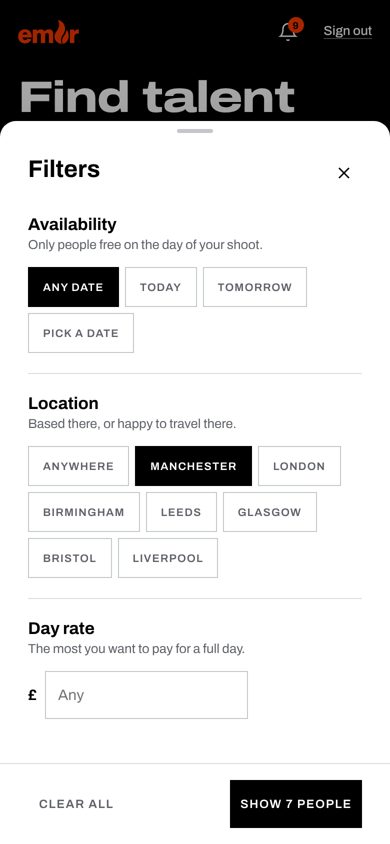 emor
9
Sign out
Find talent
Filters
Availability
Only people free on the day of your shoot.
ANY DATE TODAY TOMORROW
PICK A DATE
Location
Based there, or happy to travel there.
ANYWHERE MANCHESTER LONDON
BIRMINGHAM LEEDS GLASGOW
BRISTOL LIVERPOOL
Day rate
The most you want to pay for a full day.
£ Any
CLEAR ALL SHOW 7 PEOPLE